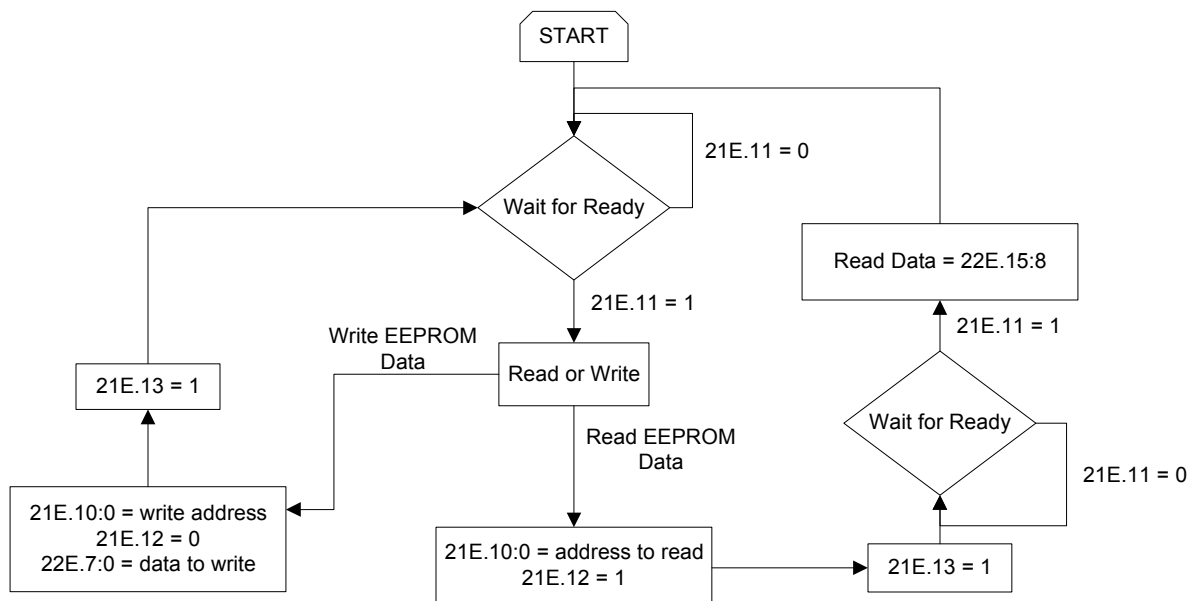 START
21E.11 = 0
Wait for Ready
Read Data = 22E.15:8
21E.11 = 1
21E.11 = 1
Write EEPROM
Data
21E.13 = 1
Read or Write
Wait for Ready
Read EEPROM
Data
21E.11 = 0
21E.10:0 = write address
21E.12 = 0
22E.7:0 = data to write
21E.10:0 = address to read
21E.12 = 1
21E.13 = 1